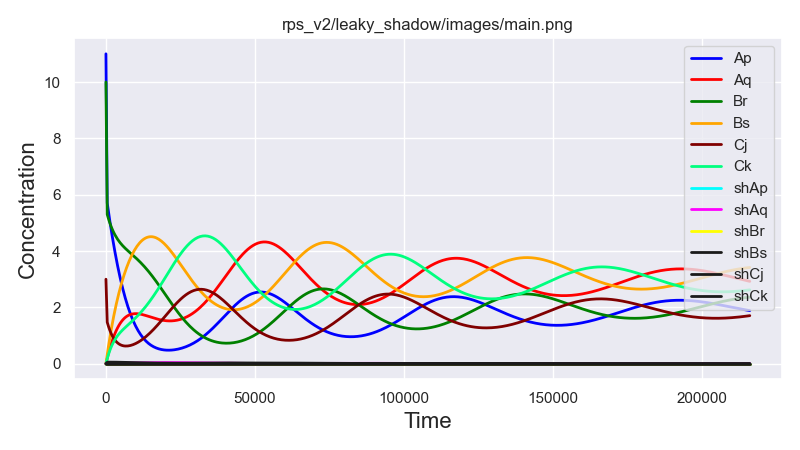 rps_v2/leaky_shadow/images/main.png
Concentration
10
8
6
4
2
0
0
50000
100000
150000
200000
Time
Ap
Aq
Br
Bs
Cj
Ck
shAp
shAq
shBr
shBs
shCj
shCk